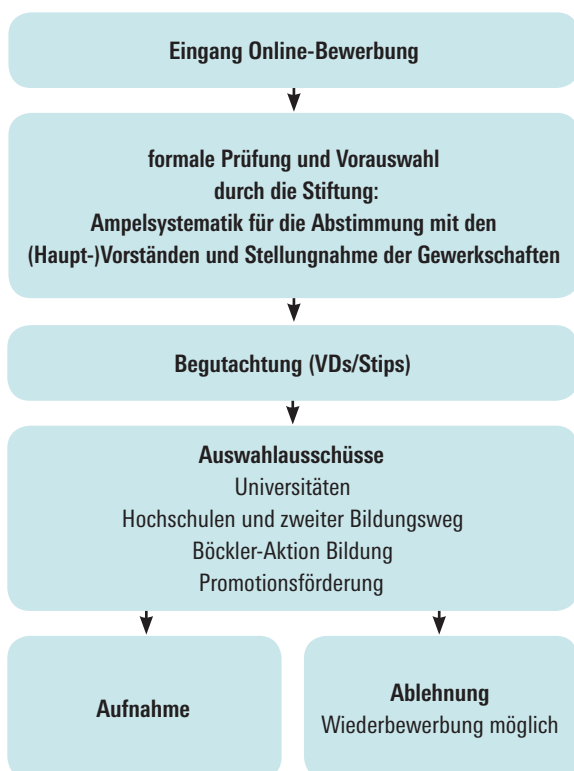 Eingang Online-Bewerbung
formale Prüfung und Vorauswahl
durch die Stiftung:
Ampelsystematik für die Abstimmung mit den
(Haupt-)Vorständen und Stellungnahme der Gewerkschaften
Begutachtung (VDs/Stips)
Auswahlausschüsse
Universitäten
Hochschulen und zweiter Bildungsweg
Böckler-Aktion Bildung
Promotionsförderung
Aufnahme
Ablehnung
Wiederbewerbung möglich